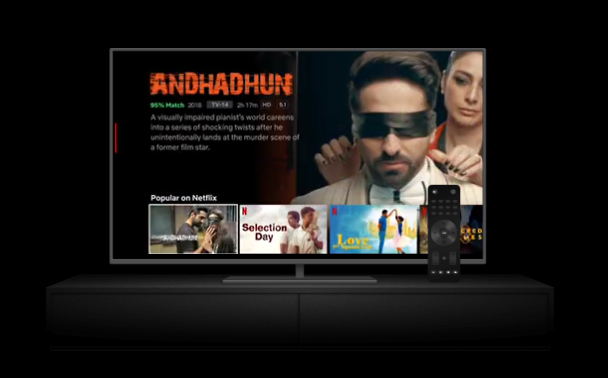 ANDHADHUN
95% Match 2018 TV-14 2h 17m HD 5.1
A visually impaired pianist's world careens
into a series of shocking twists after he
unintentionally lands at the murder scene of
a former film star.
Popular on Netflix
ANDHADHUN
N
Selection
Day
N
Love